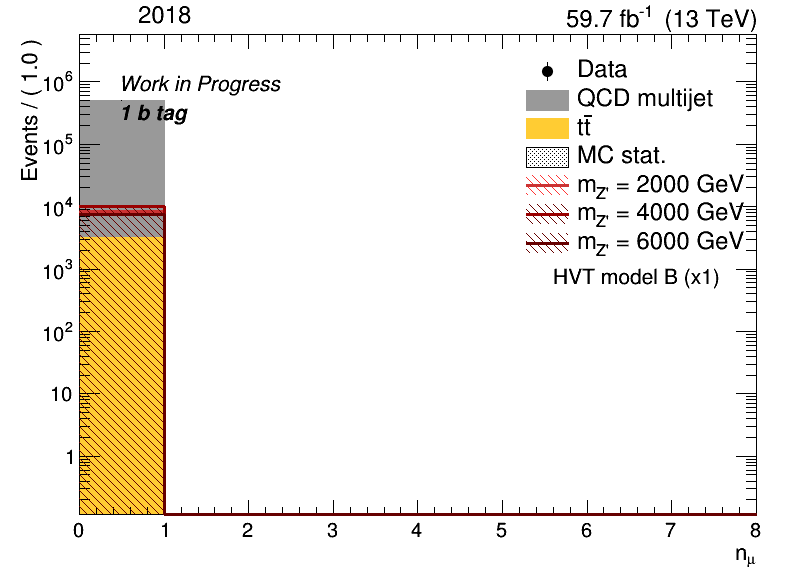 2018
59.7 fb⁻¹ (13 TeV)
Events / ( 1.0 )
Work in Progress
1 b tag
Data
QCD multijet
tt̄
MC stat.
m_Z' = 2000 GeV
m_Z' = 4000 GeV
m_Z' = 6000 GeV
HVT model B (x1)
10⁶
10⁵
10⁴
10³
10²
10
1
0 1 2 3 4 5 6 7 8
n_μ